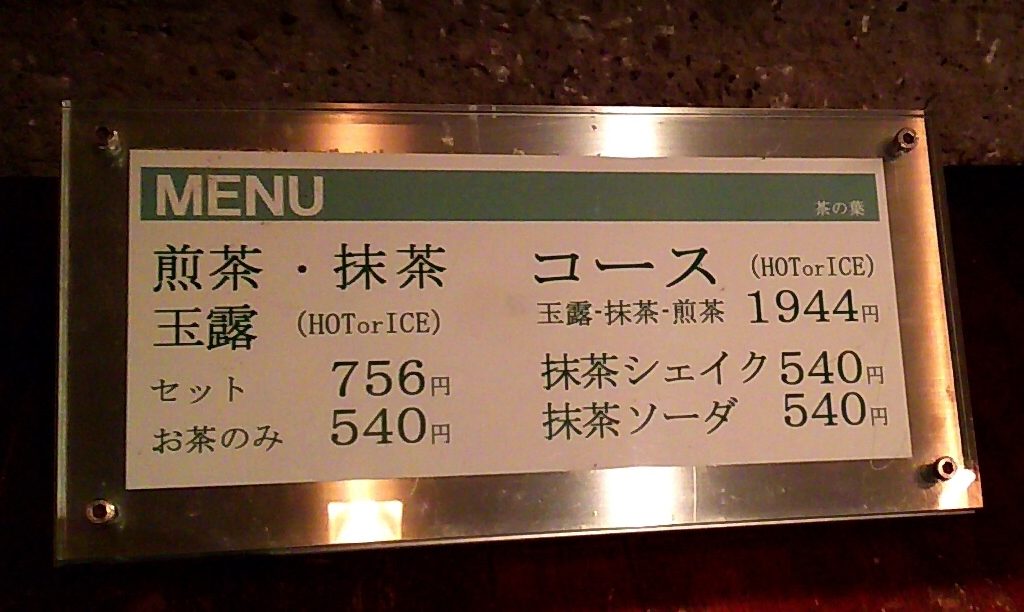 MENU
茶の葉
煎茶・抹茶
玉露 (HOTorICE)
セット 756円
お茶のみ 540円
コース (HOTorICE)
玉露-抹茶-煎茶 1944円
抹茶シェイク 540円
抹茶ソーダ 540円